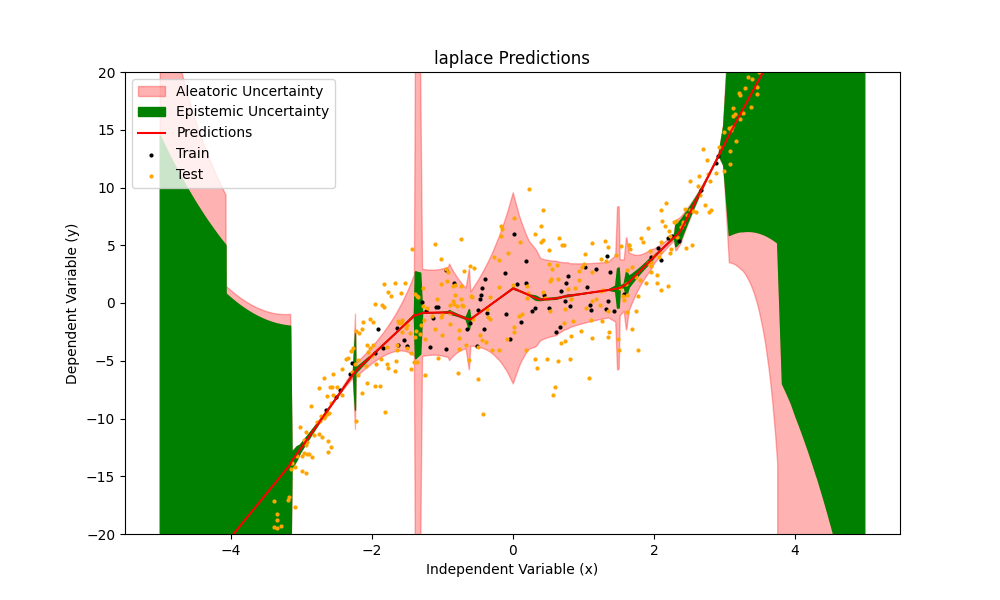 laplace Predictions
Aleatoric Uncertainty
Epistemic Uncertainty
Predictions
Train
Test
20
15
10
5
0
−5
−10
−15
−20
Dependent Variable (y)
−4
−2
0
2
4
Independent Variable (x)